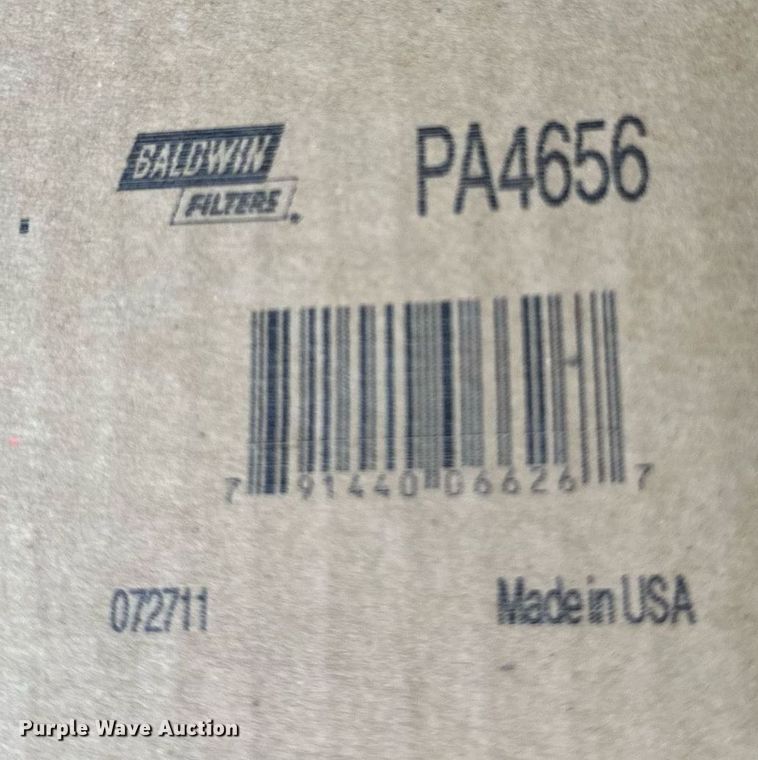 BALDWIN
FILTERS
PA4656
7 91440 06626 7
072711
Made in USA
Purple Wave Auction